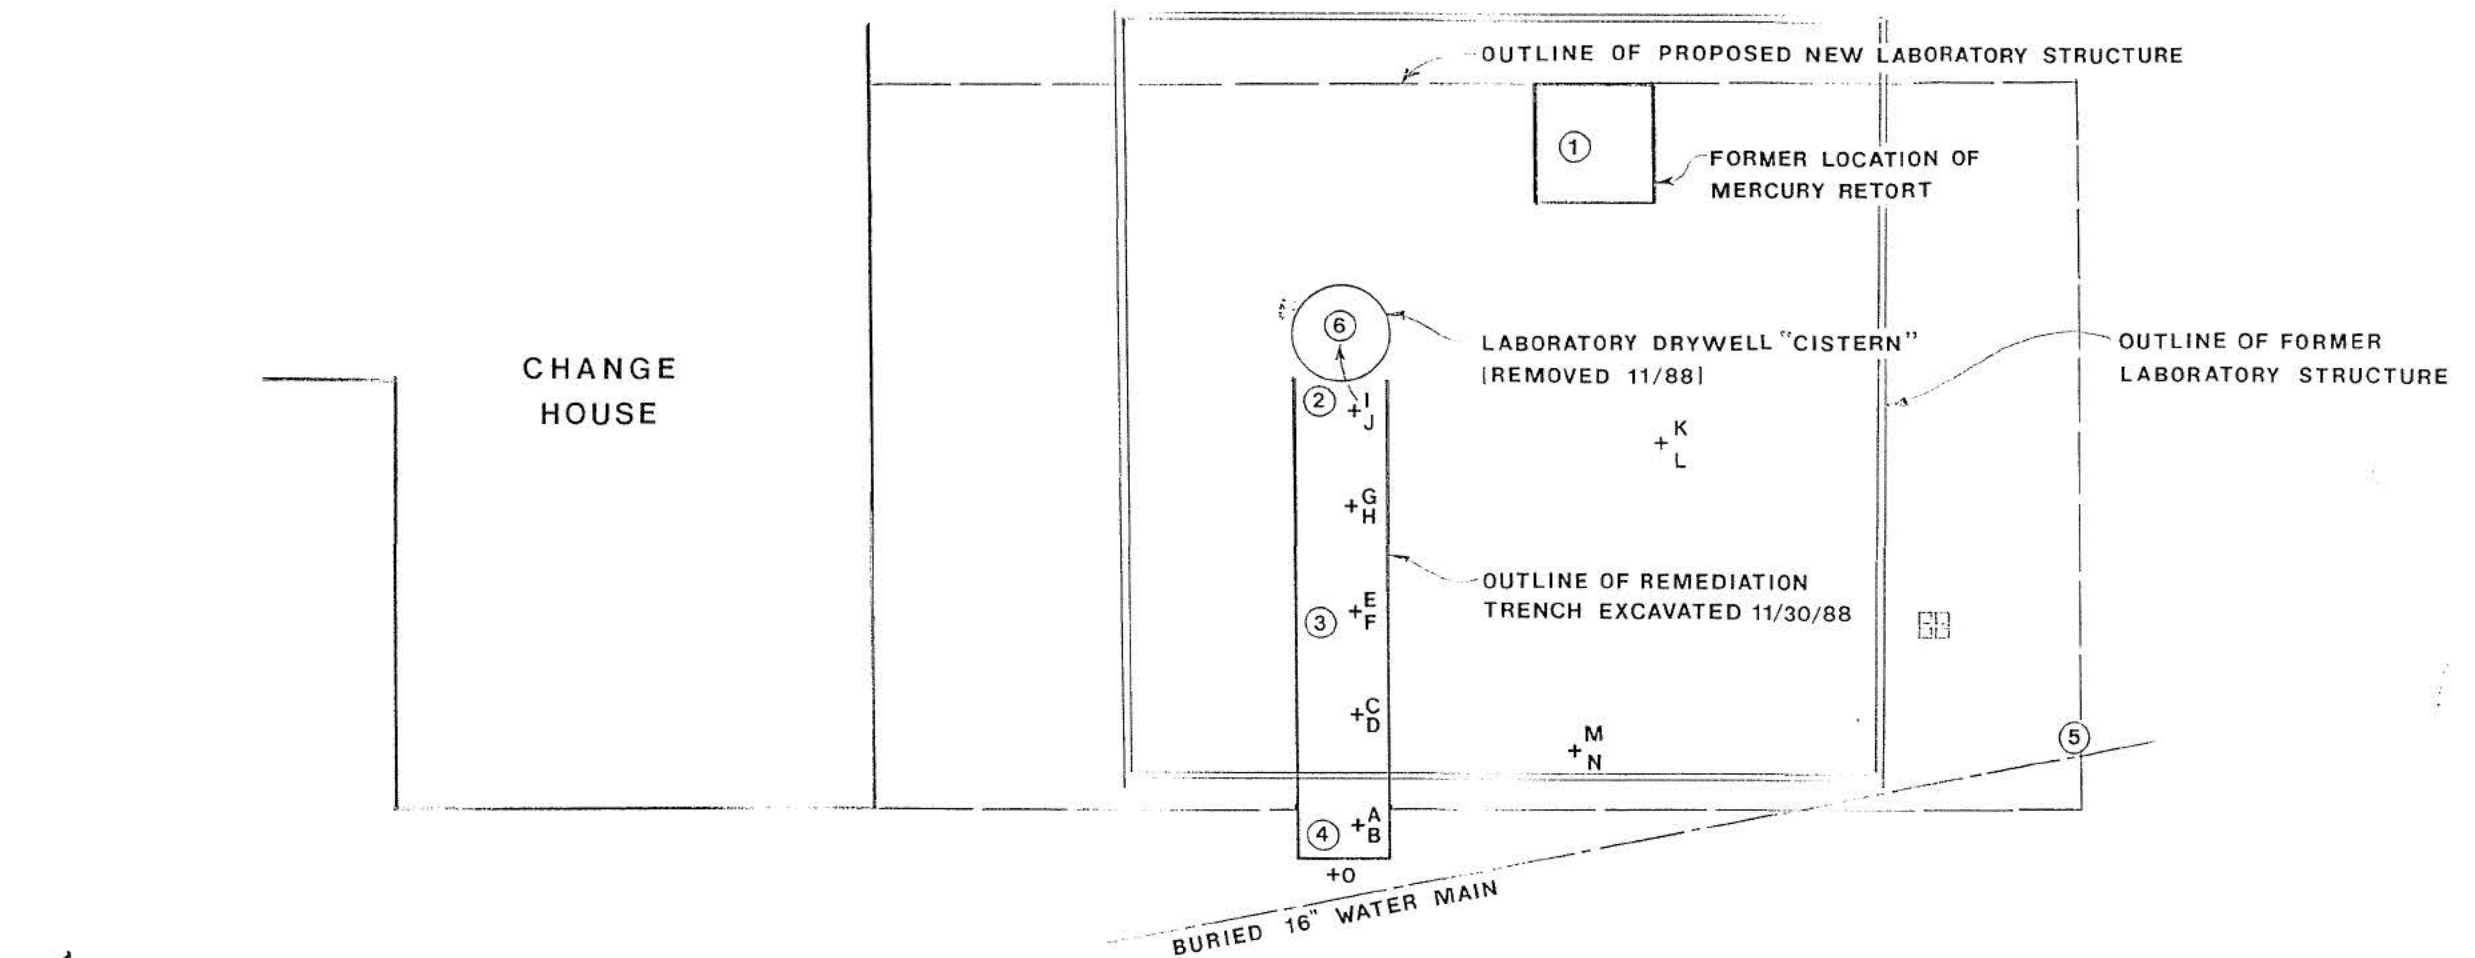 OUTLINE OF PROPOSED NEW LABORATORY STRUCTURE
1
FORMER LOCATION OF
MERCURY RETORT
6
LABORATORY DRYWELL "CISTERN"
[REMOVED 11/88]
OUTLINE OF FORMER
LABORATORY STRUCTURE
CHANGE
HOUSE
2
+I
J
K
+
L
+G
H
OUTLINE OF REMEDIATION
TRENCH EXCAVATED 11/30/88
3
+E
F
+C
D
M
+
N
5
4
+A
B
+O
BURIED 16" WATER MAIN